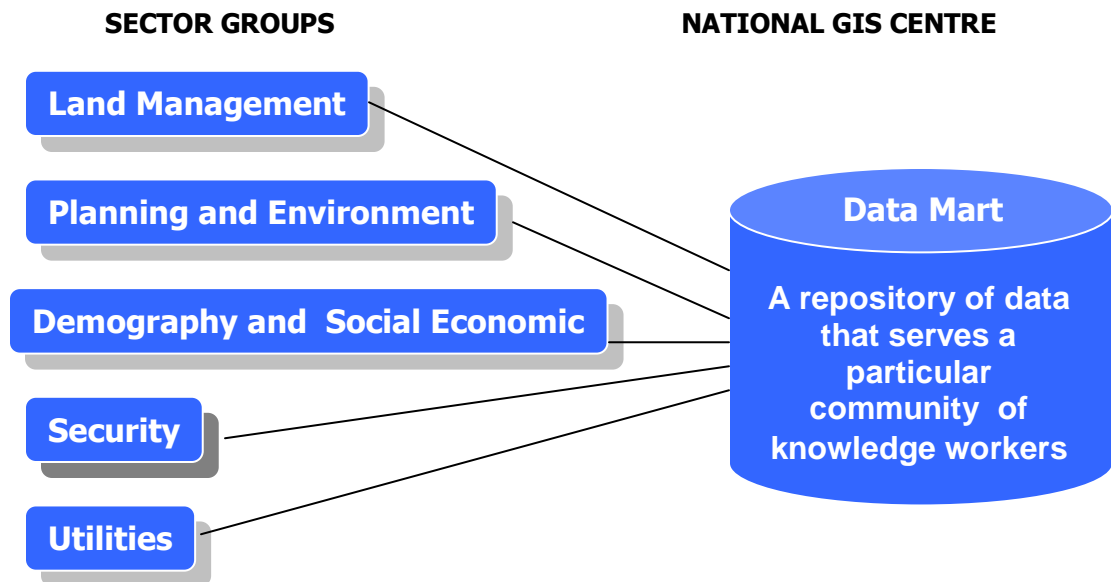 SECTOR GROUPS
NATIONAL GIS CENTRE
Land Management
Planning and Environment
Demography and Social Economic
Security
Utilities
Data Mart
A repository of data
that serves a
particular
community of
knowledge workers